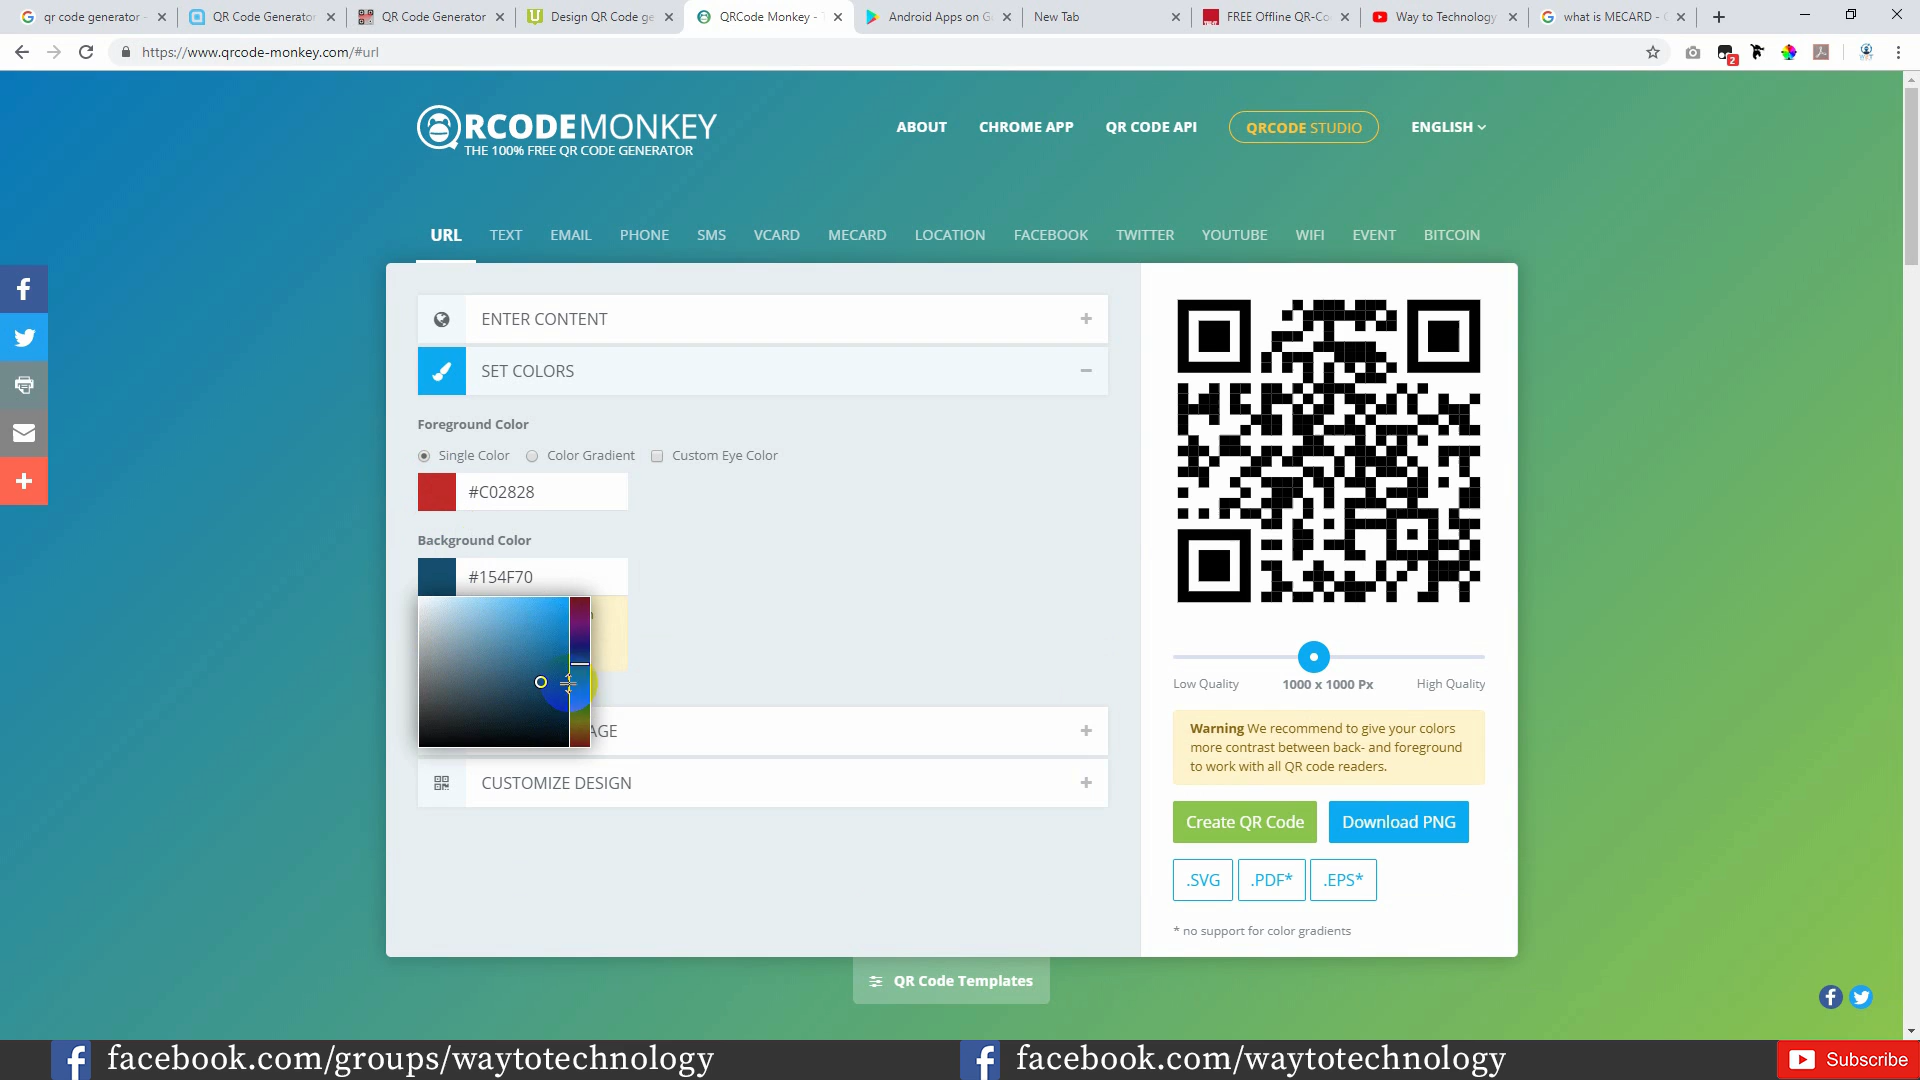 qr code generator -
QR Code Generator
QR Code Generator
Design QR Code ge
QRCode Monkey - T
Android Apps on G
New Tab
FREE Offline QR-Co
Way to Technology
what is MECARD - G
https://www.qrcode-monkey.com/#url
2
QRCODEMONKEY
THE 100% FREE QR CODE GENERATOR
ABOUT
CHROME APP
QR CODE API
QRCODE STUDIO
ENGLISH
URL
TEXT
EMAIL
PHONE
SMS
VCARD
MECARD
LOCATION
FACEBOOK
TWITTER
YOUTUBE
WIFI
EVENT
BITCOIN
ENTER CONTENT
SET COLORS
Foreground Color
Single Color
Color Gradient
Custom Eye Color
#C02828
Background Color
#154F70
AGE
CUSTOMIZE DESIGN
Low Quality
1000 x 1000 Px
High Quality
Warning We recommend to give your colors
more contrast between back- and foreground
to work with all QR code readers.
Create QR Code
Download PNG
.SVG
.PDF*
.EPS*
* no support for color gradients
QR Code Templates
facebook.com/groups/waytotechnology
facebook.com/waytotechnology
Subscribe